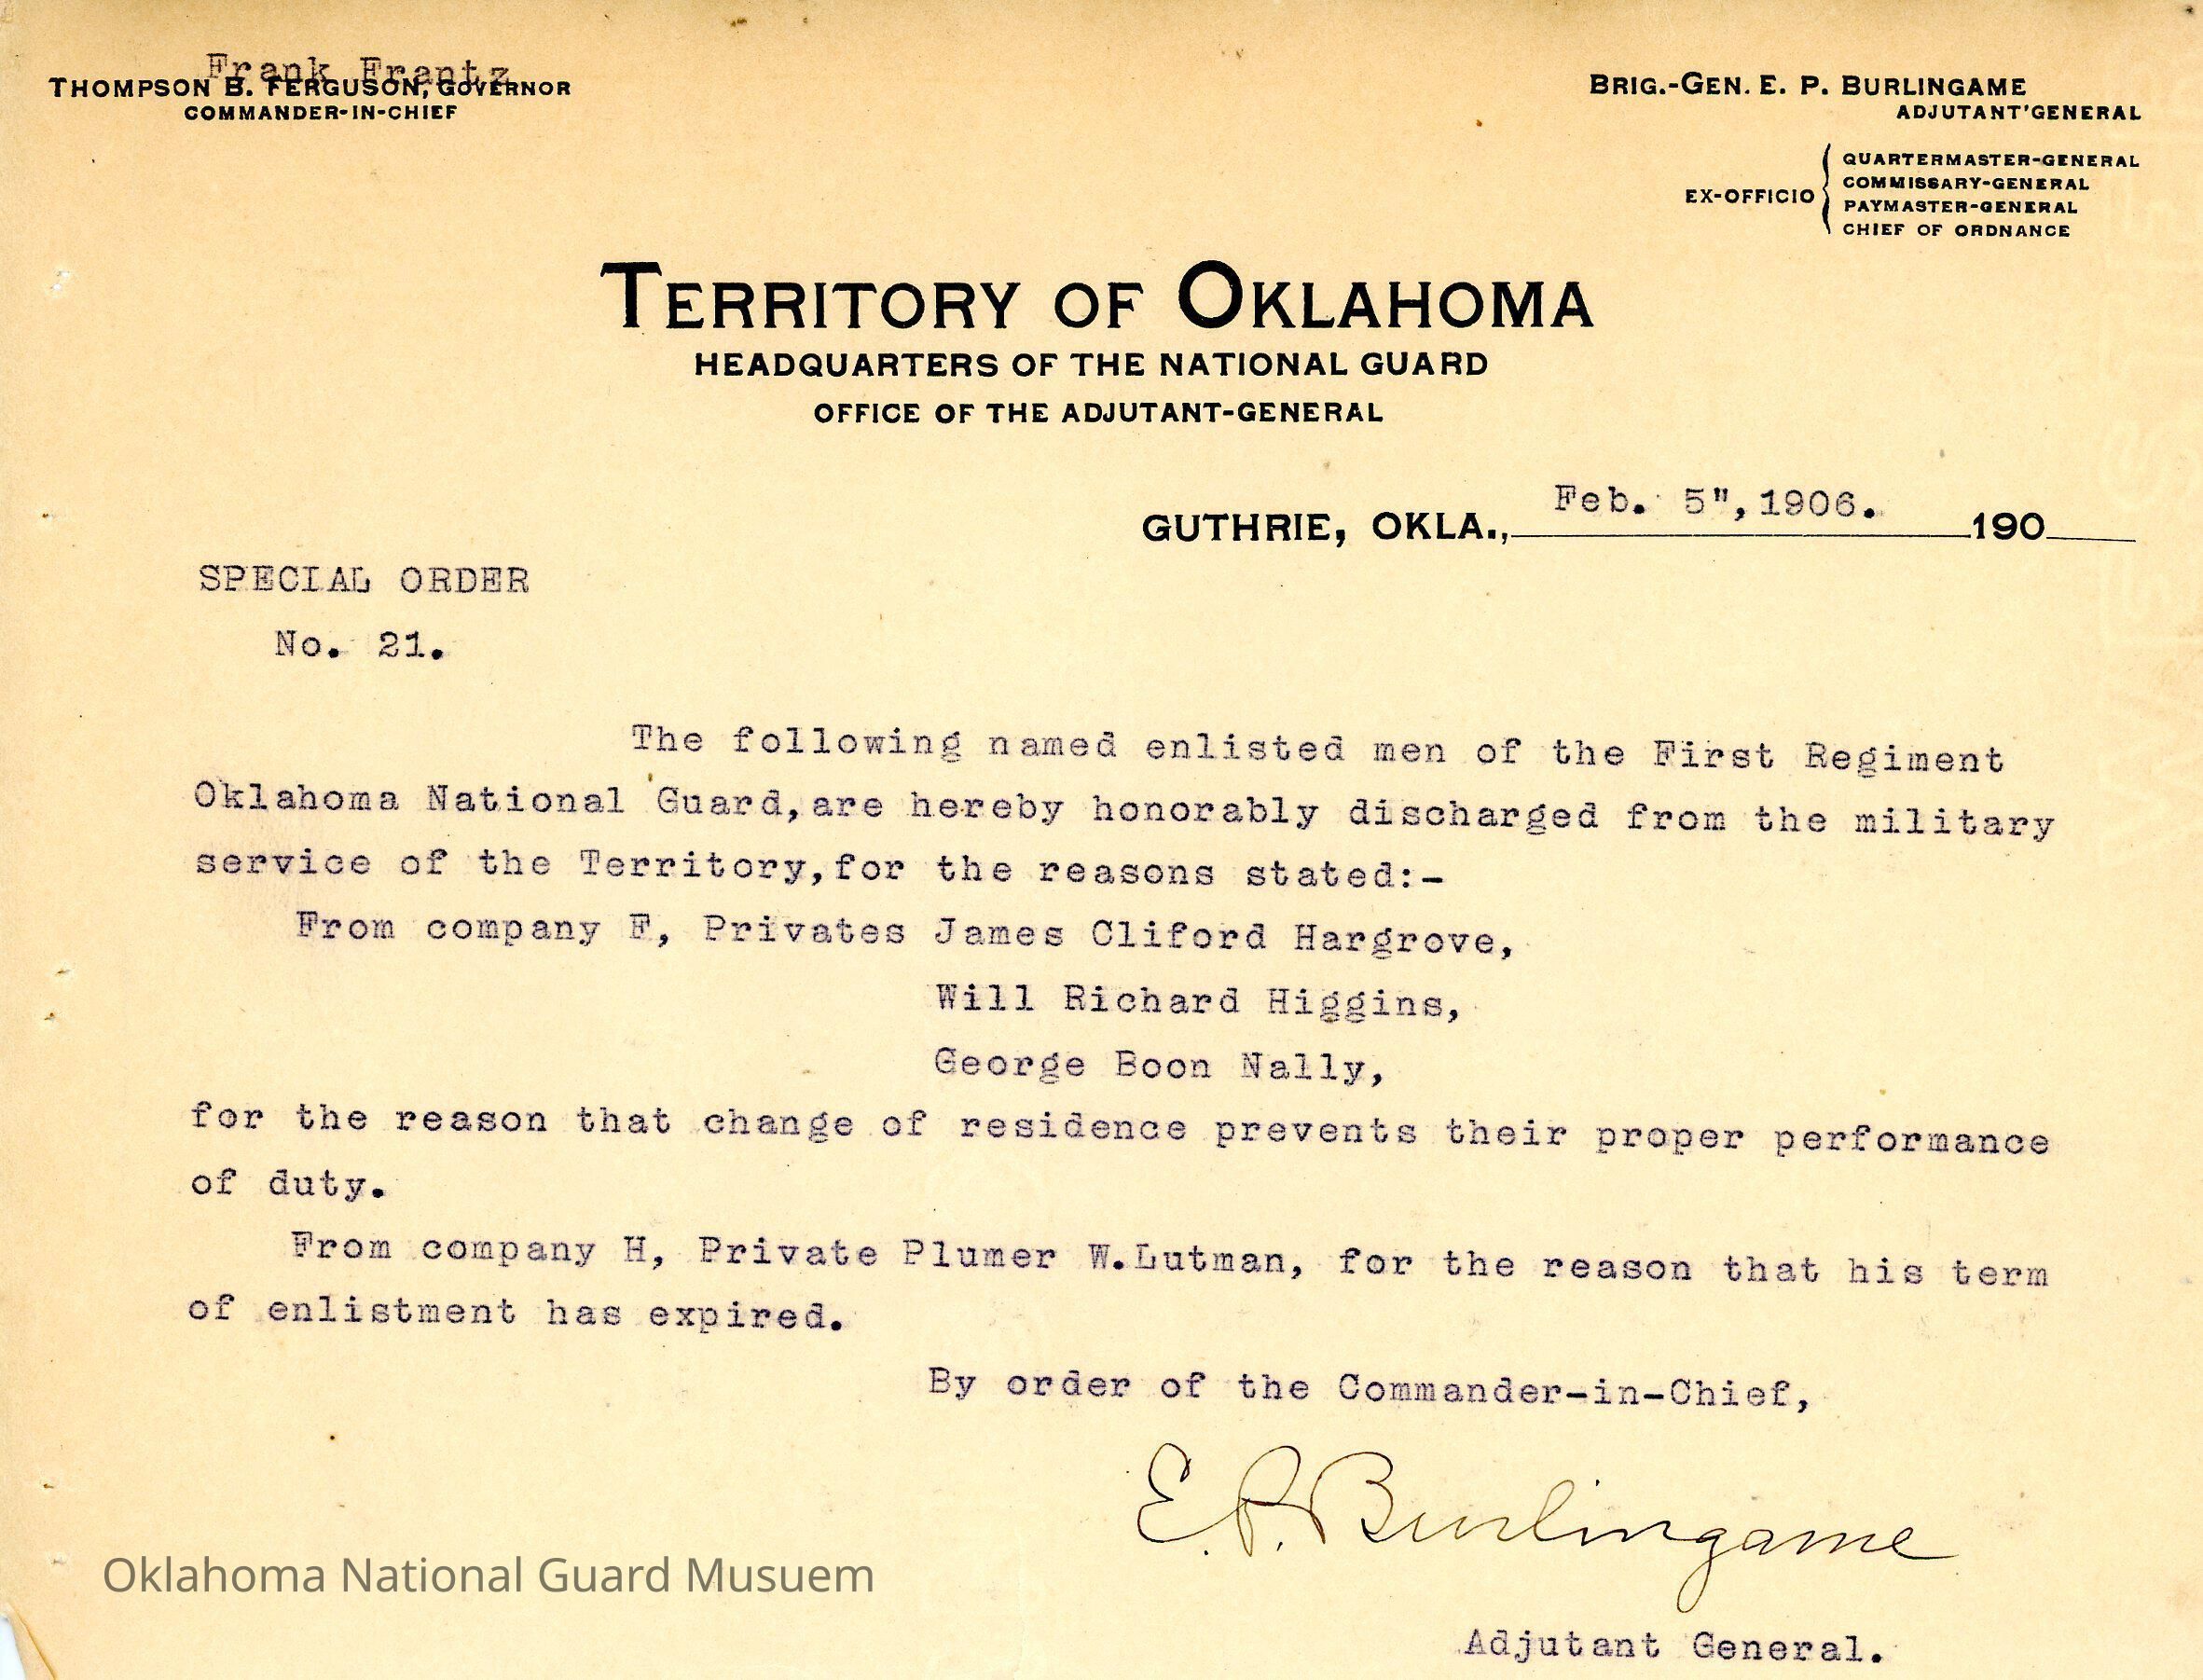 Frank Frantz
THOMPSON B. FERGUSON, GOVERNOR
COMMANDER-IN-CHIEF
BRIG.-GEN. E. P. BURLINGAME
ADJUTANT'GENERAL
EX-OFFICIO
QUARTERMASTER-GENERAL
COMMISSARY-GENERAL
PAYMASTER-GENERAL
CHIEF OF ORDNANCE
TERRITORY OF OKLAHOMA
HEADQUARTERS OF THE NATIONAL GUARD
OFFICE OF THE ADJUTANT-GENERAL
GUTHRIE, OKLA., Feb. 5", 1906. 190
SPECIAL ORDER
No. 21.
The following named enlisted men of the First Regiment
Oklahoma National Guard, are hereby honorably discharged from the military
service of the Territory, for the reasons stated:-
From company F, Privates James Cliford Hargrove,
Will Richard Higgins,
George Boon Nally,
for the reason that change of residence prevents their proper performance
of duty.
From company H, Private Plumer W. Lutman, for the reason that his term
of enlistment has expired.
By order of the Commander-in-Chief,
E. P. Burlingame
Oklahoma National Guard Musuem
Adjutant General.